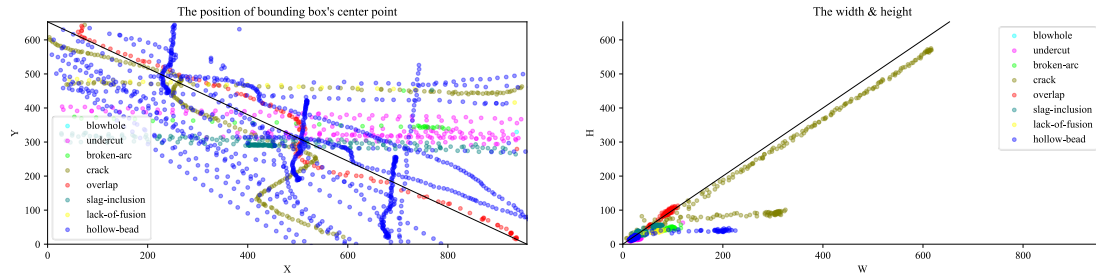 The position of bounding box's center point
600
500
400
300
200
100
0
Y
blowhole
undercut
broken-arc
crack
overlap
slag-inclusion
lack-of-fusion
hollow-bead
0
200
400
600
800
X
The width & height
600
500
400
300
200
100
0
H
blowhole
undercut
broken-arc
crack
overlap
slag-inclusion
lack-of-fusion
hollow-bead
0
200
400
600
800
W